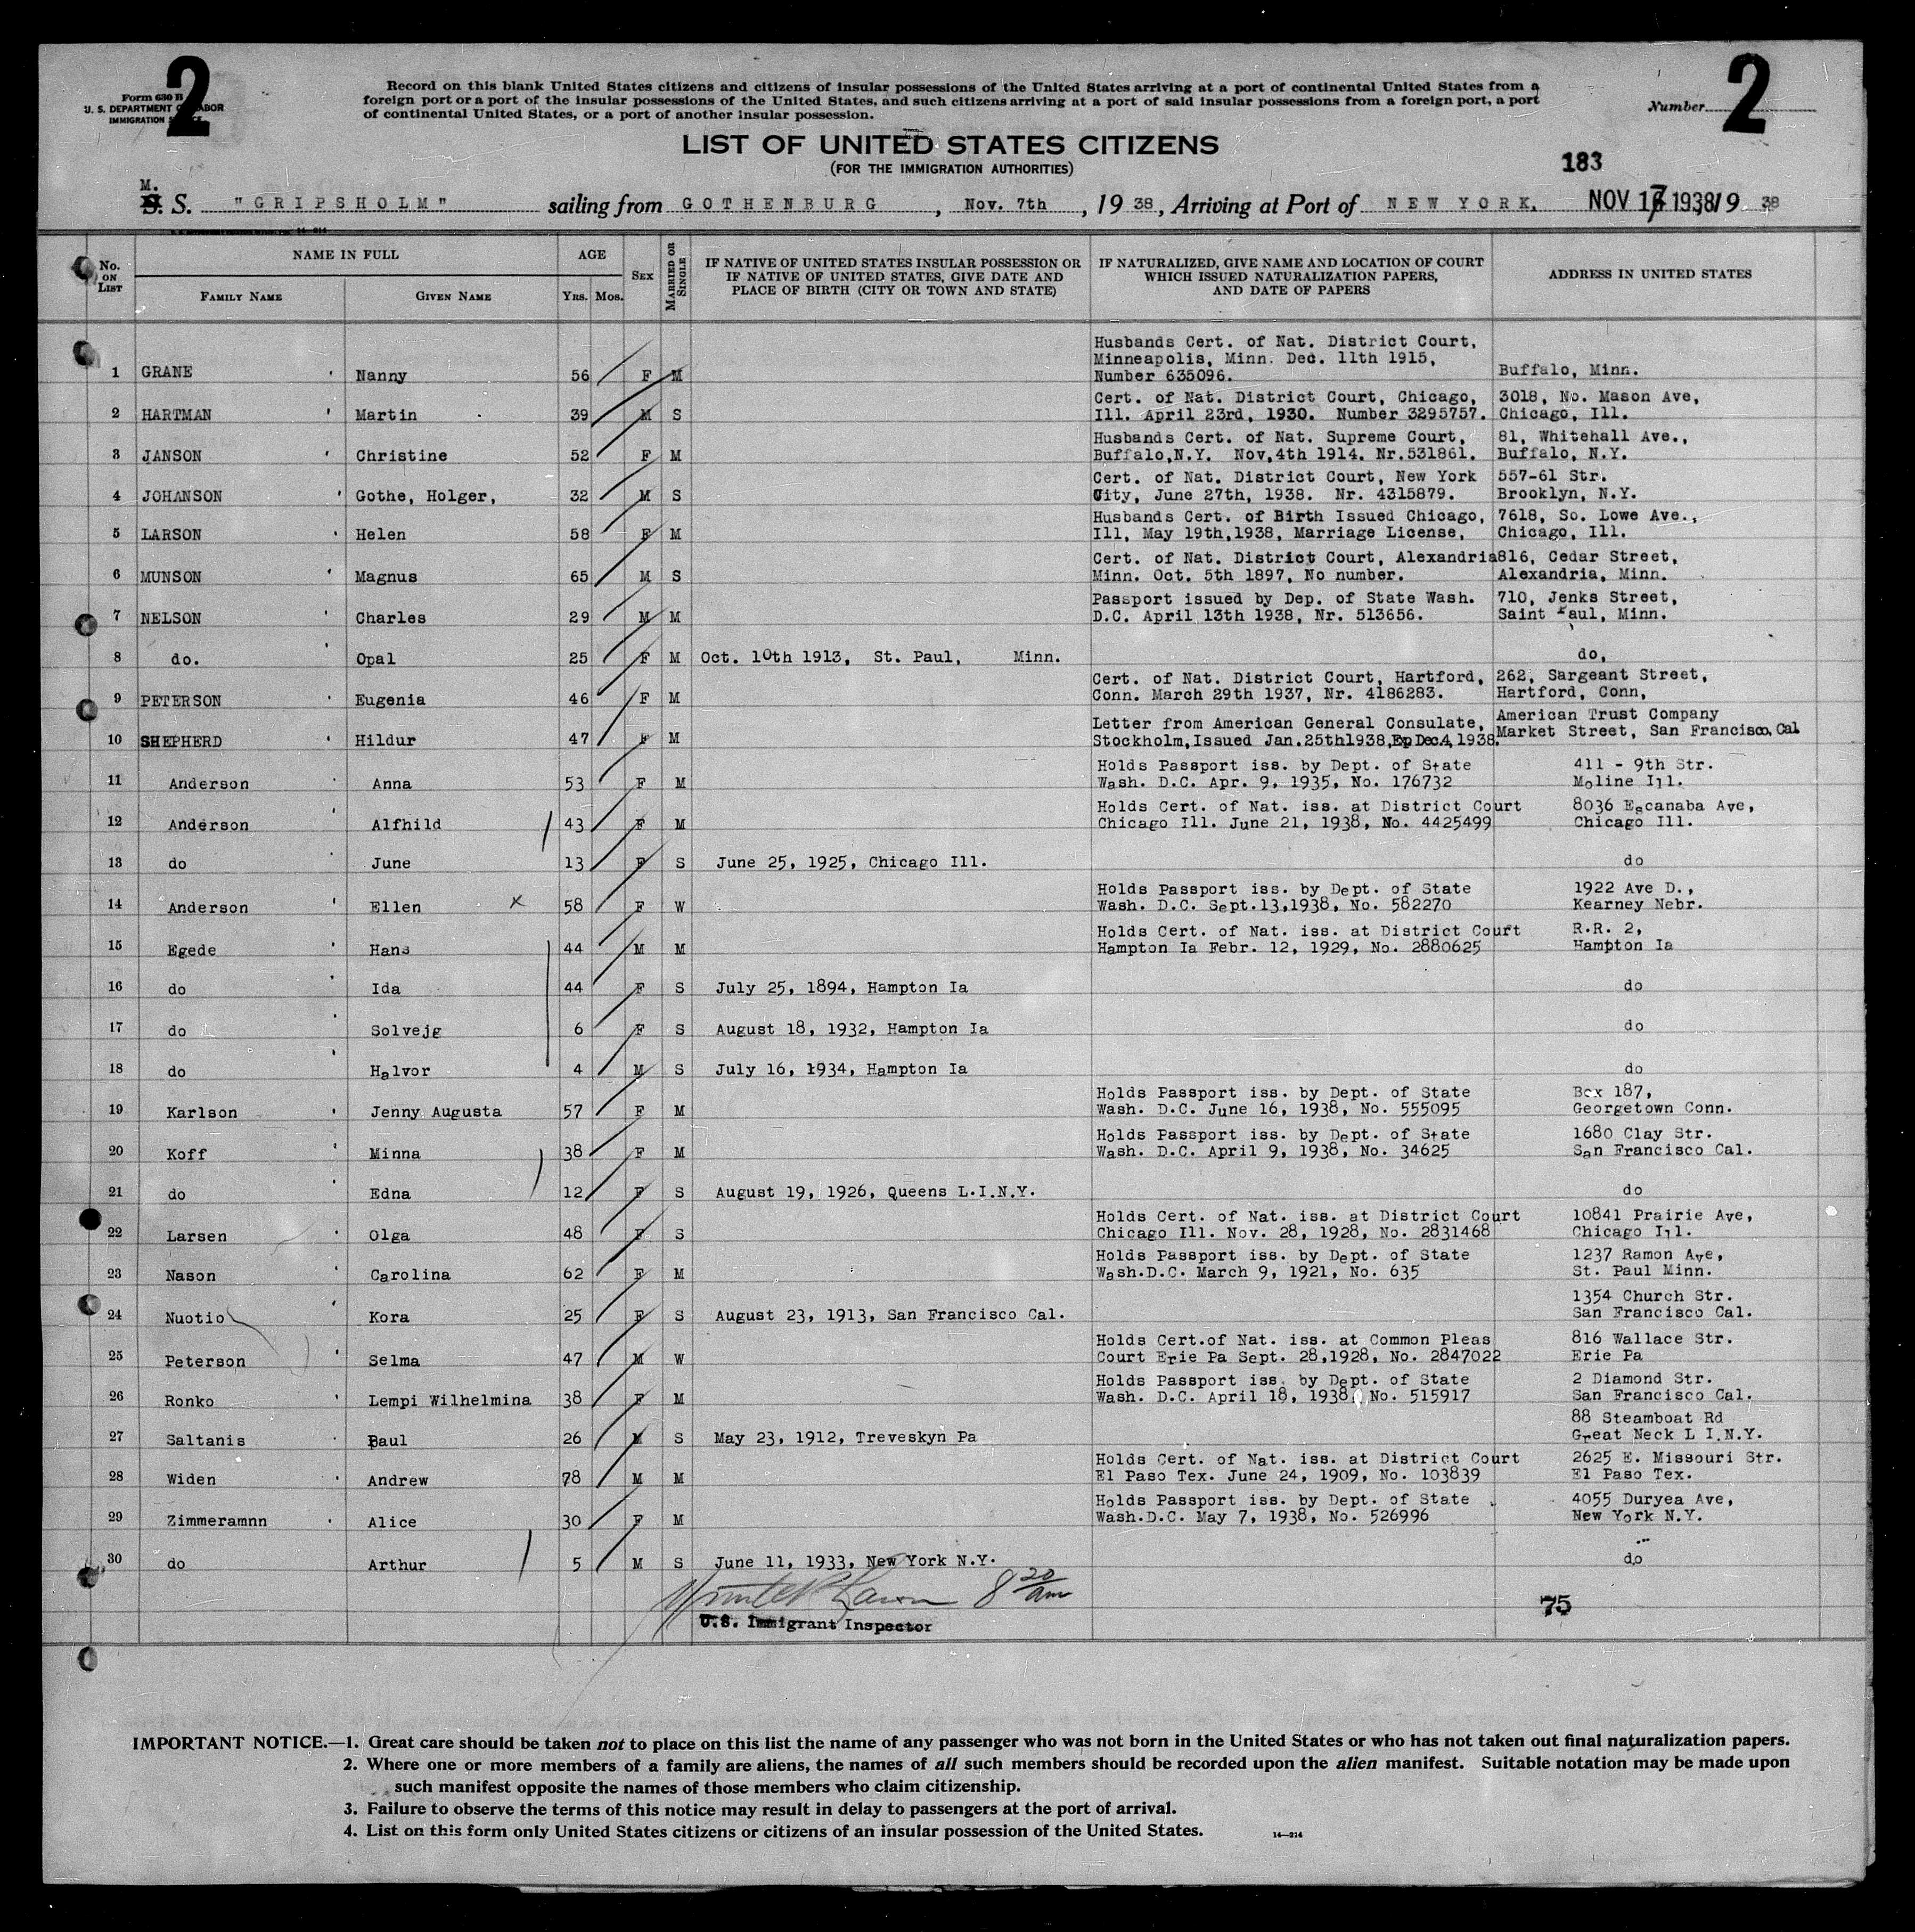 2
2
Form 630 B
U. S. DEPARTMENT OF LABOR
IMMIGRATION
Record on this blank United States citizens and citizens of insular possessions of the United States arriving at a port of continental United States from a
foreign port or a port of the insular possessions of the United States, and such citizens arriving at a port of said insular possessions from a foreign port, a port
of continental United States, or a port of another insular possession.
Number
LIST OF UNITED STATES CITIZENS
(FOR THE IMMIGRATION AUTHORITIES)
183
M.
S. S. "GRIPSHOLM" sailing from GOTHENBURG, Nov. 7th, 1938, Arriving at Port of NEW YORK. NOV 17 1938 1938
No. ON LIST
NAME IN FULL
FAMILY NAME
GIVEN NAME
AGE
YRS. MOS.
SEX
MARRIED OR SINGLE
IF NATIVE OF UNITED STATES INSULAR POSSESSION OR
IF NATIVE OF UNITED STATES, GIVE DATE AND
PLACE OF BIRTH (CITY OR TOWN AND STATE)
IF NATURALIZED, GIVE NAME AND LOCATION OF COURT
WHICH ISSUED NATURALIZATION PAPERS,
AND DATE OF PAPERS
ADDRESS IN UNITED STATES
Husbands Cert. of Nat. District Court,
Minneapolis, Minn. Dec. 11th 1915,
1 GRANE Nanny 56 F M Number 635096. Buffalo, Minn.
Cert. of Nat. District Court, Chicago, 3018, No. Mason Ave,
2 HARTMAN Martin 39 M S Ill. April 23rd, 1930. Number 3295757. Chicago, Ill.
Husbands Cert. of Nat. Supreme Court, 81, Whitehall Ave.,
3 JANSON Christine 52 F M Buffalo,N.Y. Nov,4th 1914. Nr.531861. Buffalo, N.Y.
Cert. of Nat. District Court, New York 557-61 Str.
4 JOHANSON Gothe, Holger, 32 M S City, June 27th, 1938. Nr. 4315879. Brooklyn, N.Y.
Husbands Cert. of Birth Issued Chicago, 7618, So. Lowe Ave.,
5 LARSON Helen 58 F M Ill, May 19th,1938, Marriage License, Chicago, Ill.
Cert. of Nat. District Court, Alexandria 816, Cedar Street,
6 MUNSON Magnus 65 M S Minn. Oct. 5th 1897, No number. Alexandria, Minn.
Passport issued by Dep. of State Wash. 710, Jenks Street,
7 NELSON Charles 29 M M D.C. April 13th 1938, Nr. 513656. Saint Paul, Minn.
8 do. Opal 25 F M Oct. 10th 1913, St. Paul, Minn. do,
Cert. of Nat. District Court, Hartford, 262, Sargeant Street,
9 PETERSON Eugenia 46 F M Conn. March 29th 1937, Nr. 4186283. Hartford, Conn,
Letter from American General Consulate, American Trust Company
10 SHEPHERD Hildur 47 F M Stockholm,Issued Jan.25th1938,Exp Dec.4,1938. Market Street, San Francisco, Cal
Holds Passport iss. by Dept. of State 411 - 9th Str.
11 Anderson Anna 53 F M Wash. D.C. Apr. 9, 1935, No. 176732 Moline Ill.
Holds Cert. of Nat. iss. at District Court 8036 Escanaba Ave,
12 Anderson Alfhild 43 F M Chicago Ill. June 21, 1938, No. 4425499 Chicago Ill.
13 do June 13 F S June 25, 1925, Chicago Ill. do
Holds Passport iss. by Dept. of State 1922 Ave D.,
14 Anderson Ellen x 58 F W Wash. D.C. Sept.13,1938, No. 582270 Kearney Nebr.
Holds Cert. of Nat. iss. at District Court R.R. 2,
15 Egede Hans 44 M M Hampton Ia Febr. 12, 1929, No. 2880625 Hampton Ia
16 do Ida 44 F S July 25, 1894, Hampton Ia do
17 do Solvejg 6 F S August 18, 1932, Hampton Ia do
18 do Halvor 4 M S July 16, 1934, Hampton Ia do
Holds Passport iss. by Dept. of State Box 187,
19 Karlson Jenny Augusta 57 F M Wash. D.C. June 16, 1938, No. 555095 Georgetown Conn.
Holds Passport iss. by Dept. of State 1680 Clay Str.
20 Koff Minna 38 F M Wash. D.C. April 9, 1938, No. 34625 San Francisco Cal.
21 do Edna 12 F S August 19, 1926, Queens L.I.N.Y. do
Holds Cert. of Nat. iss. at District Court 10841 Prairie Ave,
22 Larsen Olga 48 F S Chicago Ill. Nov. 28, 1928, No. 2831468 Chicago Ill.
Holds Passport iss. by Dept. of State 1237 Ramon Ave,
23 Nason Carolina 62 F M Wash.D.C. March 9, 1921, No. 635 St. Paul Minn.
1354 Church Str.
24 Nuotio Kora 25 F S August 23, 1913, San Francisco Cal. San Francisco Cal.
Holds Cert.of Nat. iss. at Common Pleas 816 Wallace Str.
25 Peterson Selma 47 M W Court Erie Pa Sept. 28,1928, No. 2847022 Erie Pa
Holds Passport iss. by Dept. of State 2 Diamond Str.
26 Ronko Lempi Wilhelmina 38 F M Wash. D.C. April 18, 1938, No. 515917 San Francisco Cal.
88 Steamboat Rd
27 Saltanis Paul 26 M S May 23, 1912, Treveskyn Pa Great Neck L I.N.Y.
Holds Cert. of Nat. iss. at District Court 2625 E. Missouri Str.
28 Widen Andrew 78 M M El Paso Tex. June 24, 1909, No. 103839 El Paso Tex.
Holds Passport iss. by Dept. of State 4055 Duryea Ave,
29 Zimmeramnn Alice 30 F M Wash.D.C. May 7, 1938, No. 526996 New York N.Y.
30 do Arthur 5 M S June 11, 1933, New York N.Y. do
8 20 am
75
U.S. Immigrant Inspector
IMPORTANT NOTICE.—1. Great care should be taken not to place on this list the name of any passenger who was not born in the United States or who has not taken out final naturalization papers.
2. Where one or more members of a family are aliens, the names of all such members should be recorded upon the alien manifest. Suitable notation may be made upon
such manifest opposite the names of those members who claim citizenship.
3. Failure to observe the terms of this notice may result in delay to passengers at the port of arrival.
4. List on this form only United States citizens or citizens of an insular possession of the United States.
14—214